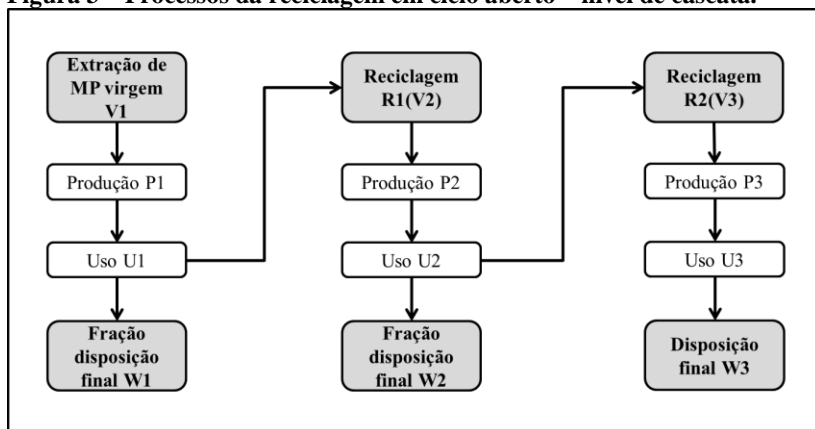 Figura – Processos da reciclagem em ciclo aberto – nível de cascata.
Extração de
MP virgem
V1
Produção P1
Uso U1
Fração
disposição
final W1
Reciclagem
R1(V2)
Produção P2
Uso U2
Fração
disposição
final W2
Reciclagem
R2(V3)
Produção P3
Uso U3
Disposição
final W3